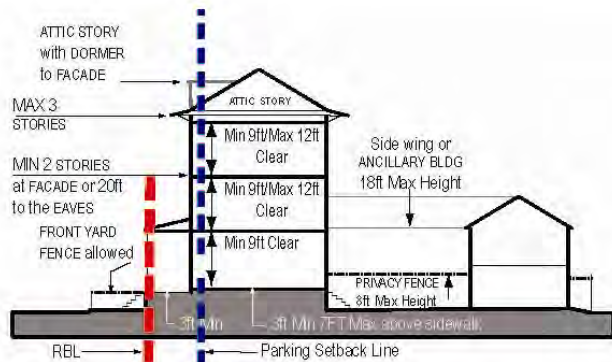 ATTIC STORY
with DORMER
to FACADE
ATTIC STORY
MAX 3
STORIES
Min 9ft/Max 12ft
Clear
Side wing or
ANCILLARY BLDG
18ft Max Height
MIN 2 STORIES
at FACADE or 20ft
to the EAVES
Min 9ft/Max 12ft
Clear
FRONT YARD
FENCE allowed
Min 9ft Clear
PRIVACY FENCE
8ft Max Height
3ft Min
3ft Min 7FT Max above sidewalk
RBL
Parking Setback Line